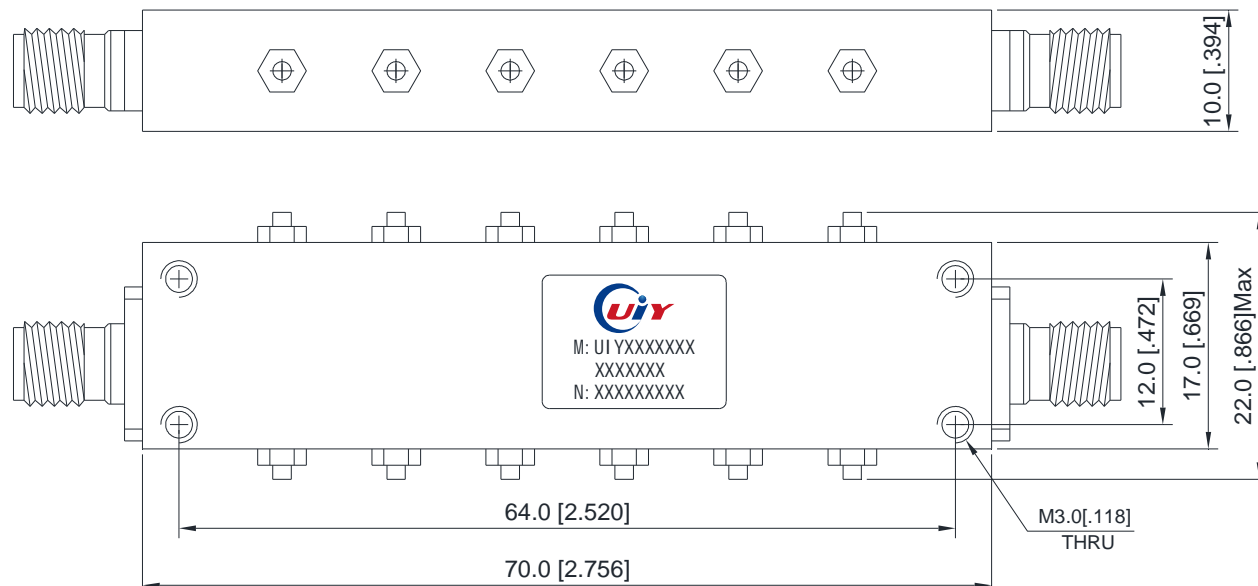 10.0 [.394]
UiY
M: UIYXXXXXXX
XXXXXXX
N: XXXXXXXXX
12.0 [.472]
17.0 [.669]
22.0 [.866]Max
64.0 [2.520]
M3.0[.118]
THRU
70.0 [2.756]